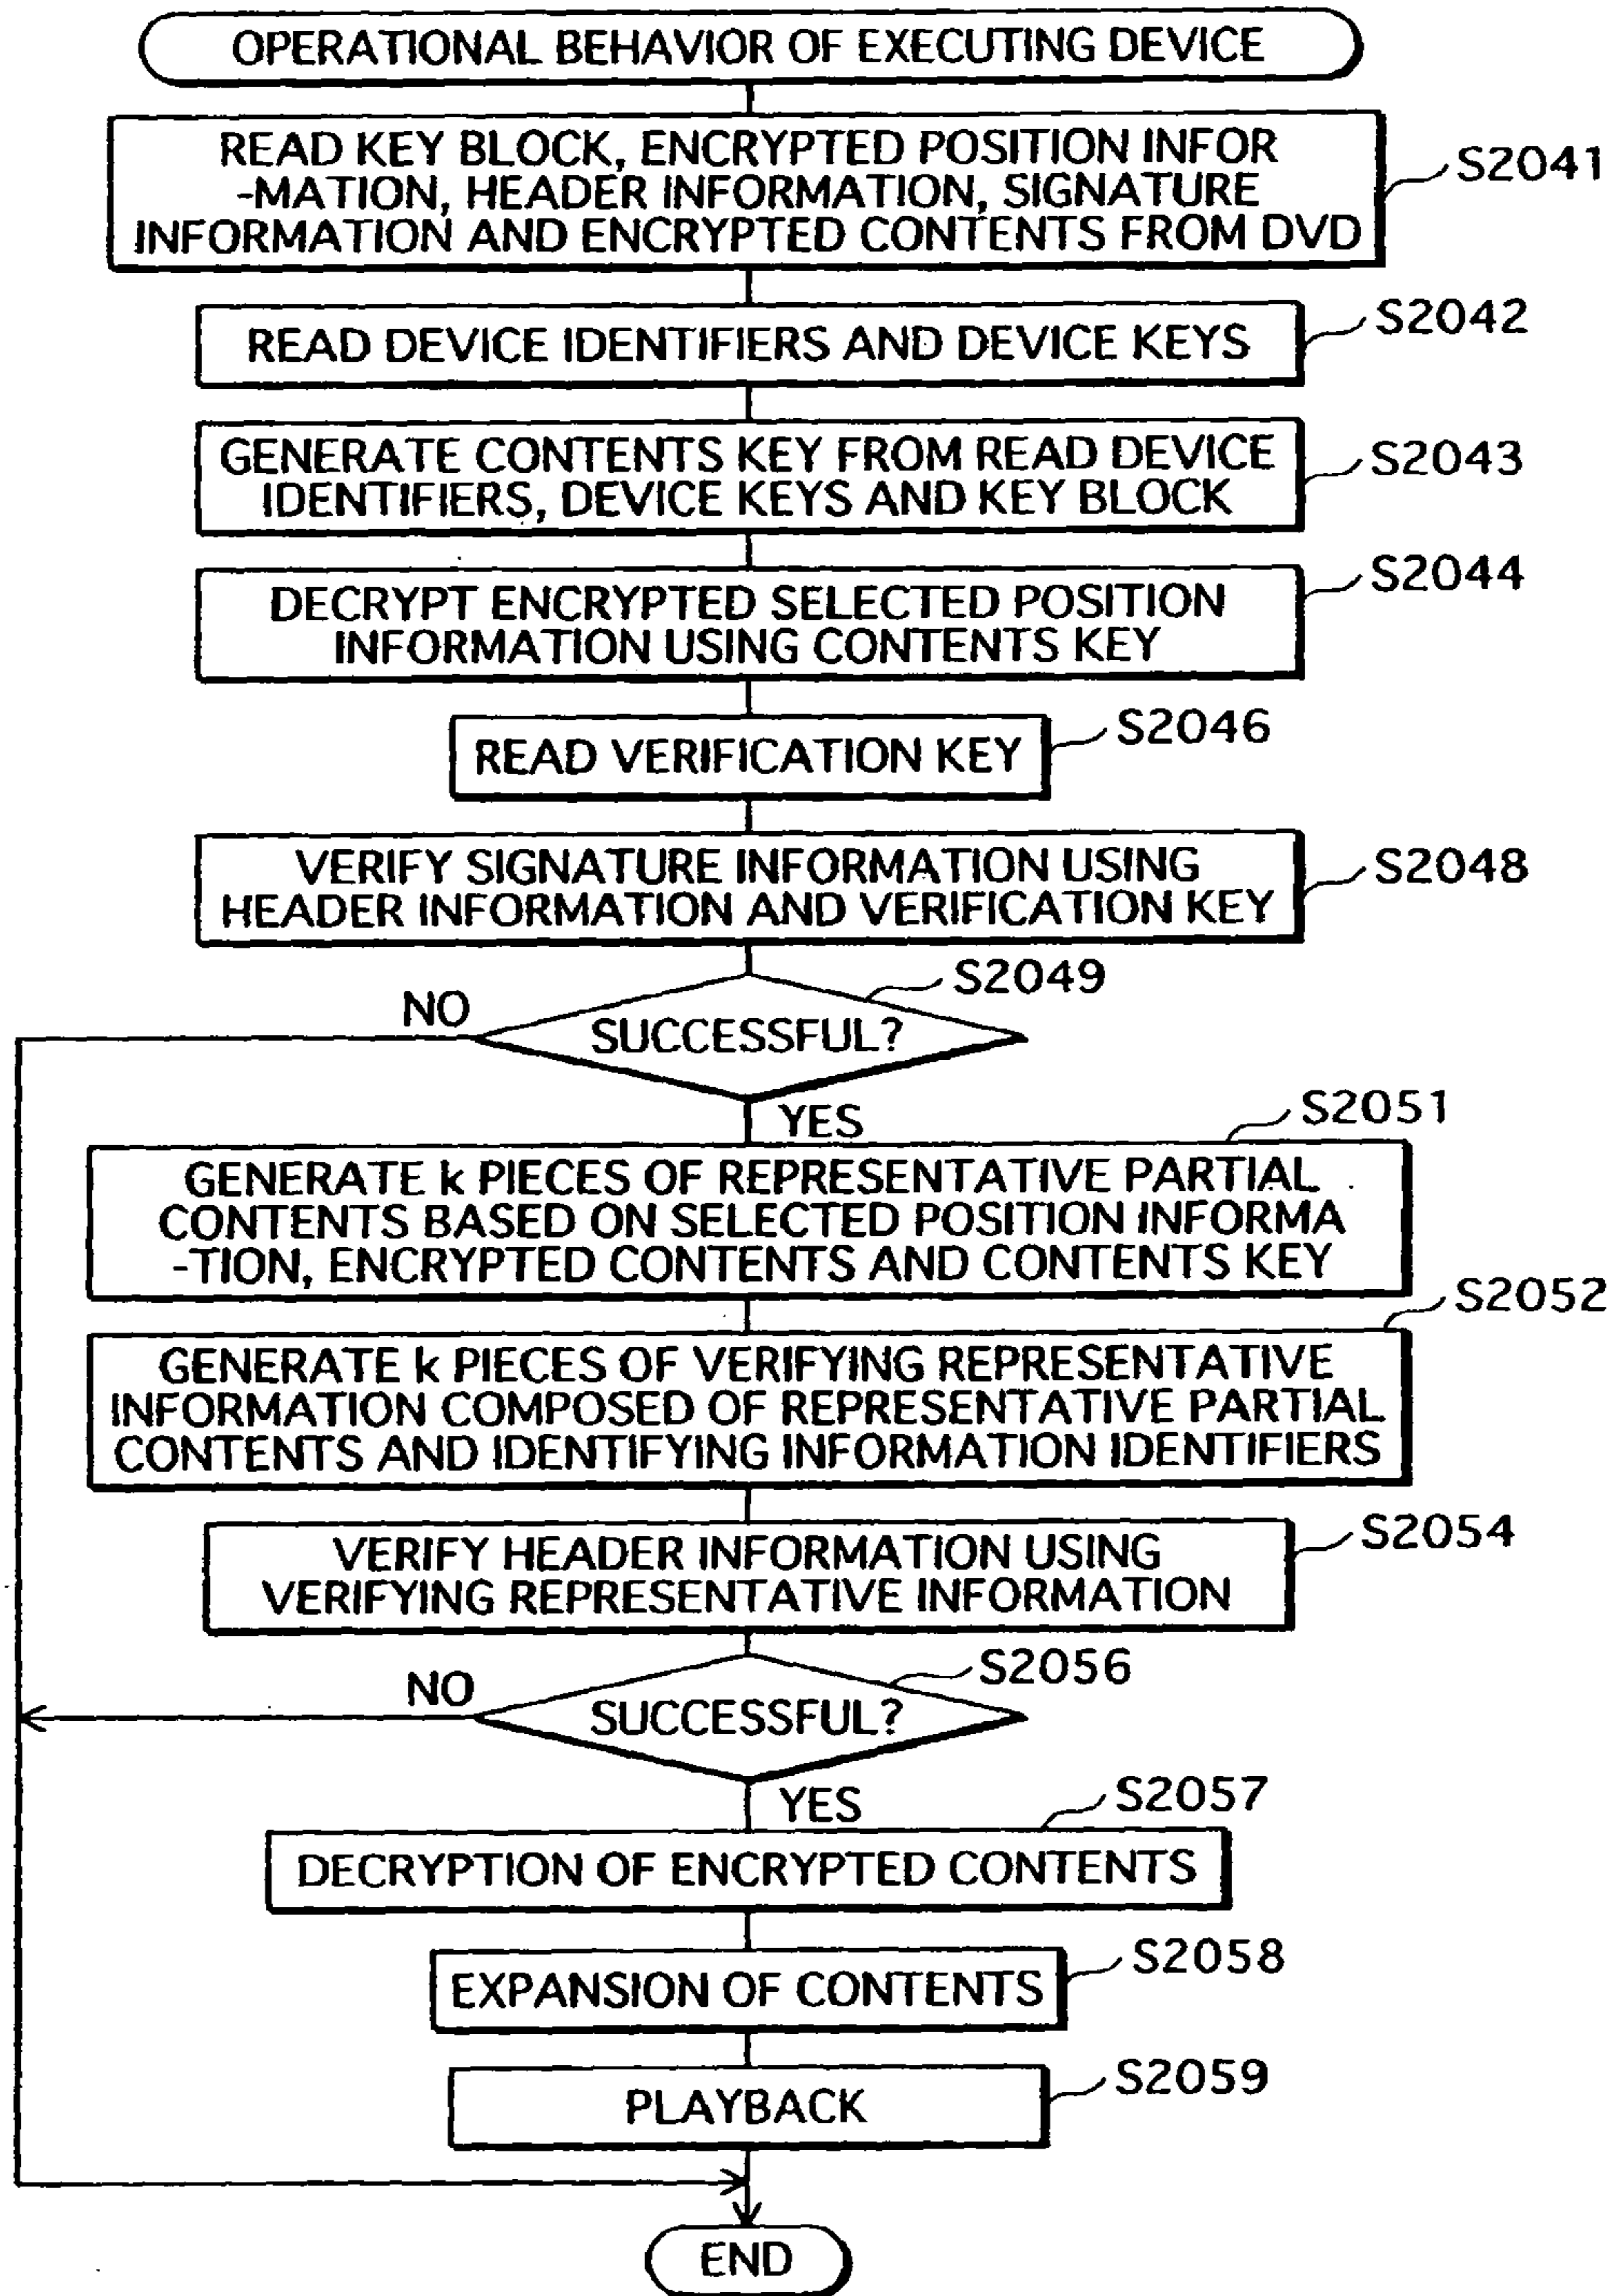 OPERATIONAL BEHAVIOR OF EXECUTING DEVICE
READ KEY BLOCK, ENCRYPTED POSITION INFOR
-MATION, HEADER INFORMATION, SIGNATURE
INFORMATION AND ENCRYPTED CONTENTS FROM DVD
S2041
READ DEVICE IDENTIFIERS AND DEVICE KEYS
S2042
GENERATE CONTENTS KEY FROM READ DEVICE
IDENTIFIERS, DEVICE KEYS AND KEY BLOCK
S2043
DECRYPT ENCRYPTED SELECTED POSITION
INFORMATION USING CONTENTS KEY
S2044
READ VERIFICATION KEY
S2046
VERIFY SIGNATURE INFORMATION USING
HEADER INFORMATION AND VERIFICATION KEY
S2048
S2049
NO
SUCCESSFUL?
YES
S2051
GENERATE k PIECES OF REPRESENTATIVE PARTIAL
CONTENTS BASED ON SELECTED POSITION INFORMA
-TION, ENCRYPTED CONTENTS AND CONTENTS KEY
S2052
GENERATE k PIECES OF VERIFYING REPRESENTATIVE
INFORMATION COMPOSED OF REPRESENTATIVE PARTIAL
CONTENTS AND IDENTIFYING INFORMATION IDENTIFIERS
S2054
VERIFY HEADER INFORMATION USING
VERIFYING REPRESENTATIVE INFORMATION
S2056
NO
SUCCESSFUL?
YES
S2057
DECRYPTION OF ENCRYPTED CONTENTS
S2058
EXPANSION OF CONTENTS
S2059
PLAYBACK
END